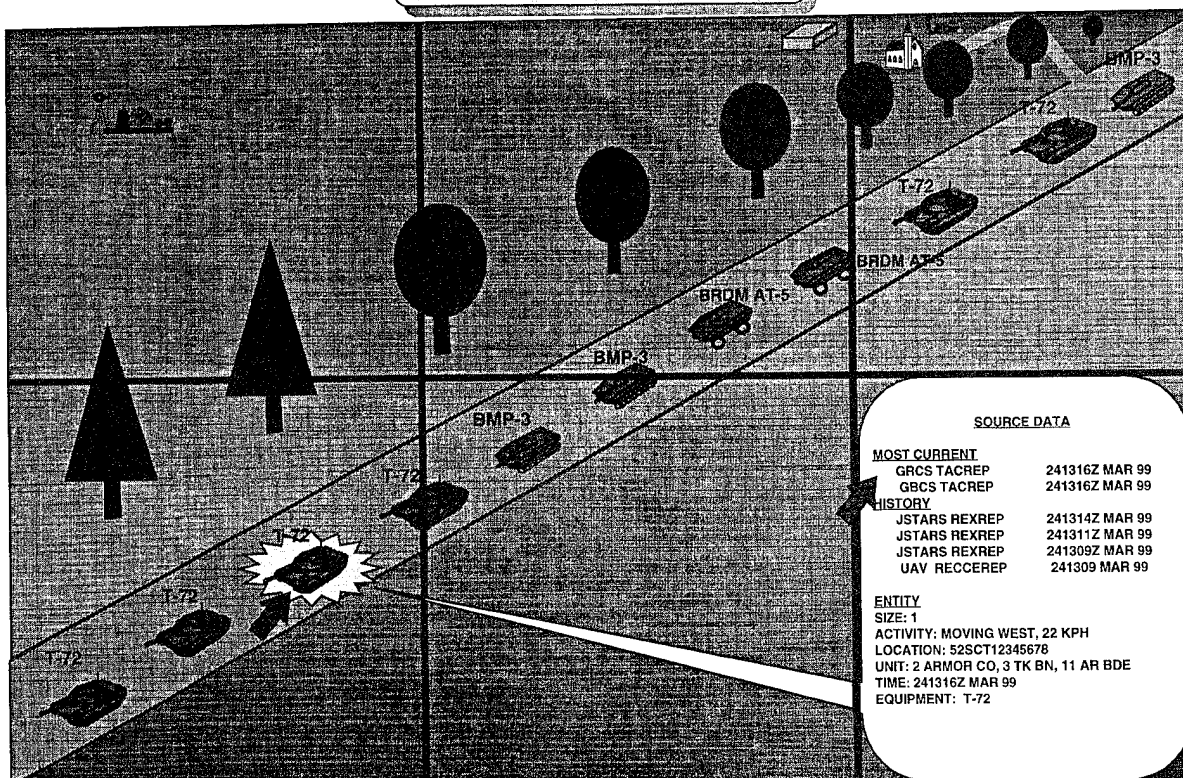 BMP-3
T-72
T-72
BRDM AT-5
BRDM AT-5
BMP-3
BMP-3
T-72
T-72
T-72
T-72
SOURCE DATA
MOST CURRENT
GRCS TACREP 241316Z MAR 99
GBCS TACREP 241316Z MAR 99
HISTORY
JSTARS REXREP 241314Z MAR 99
JSTARS REXREP 241311Z MAR 99
JSTARS REXREP 241309Z MAR 99
UAV RECCEREP 241309 MAR 99
ENTITY
SIZE: 1
ACTIVITY: MOVING WEST, 22 KPH
LOCATION: 52SCT12345678
UNIT: 2 ARMOR CO, 3 TK BN, 11 AR BDE
TIME: 241316Z MAR 99
EQUIPMENT: T-72